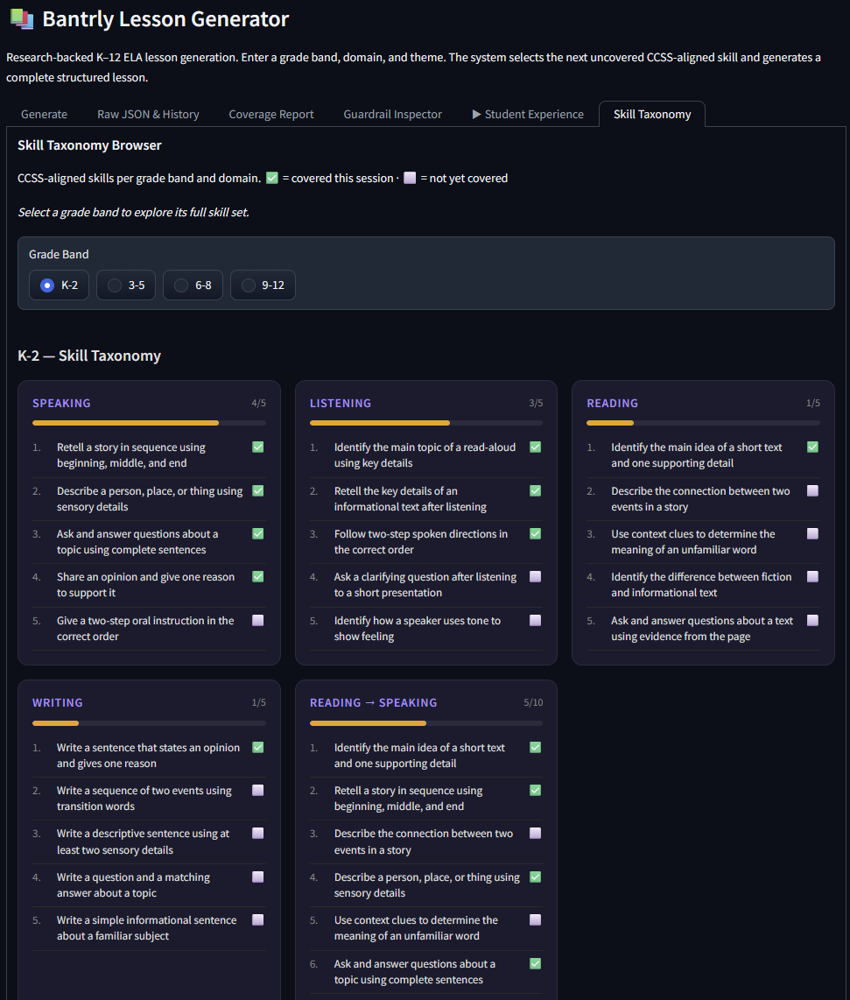 Bantrly Lesson Generator
Research-backed K–12 ELA lesson generation. Enter a grade band, domain, and theme. The system selects the next uncovered CCSS-aligned skill and generates a
complete structured lesson.
Generate
Raw JSON & History
Coverage Report
Guardrail Inspector
▶ Student Experience
Skill Taxonomy
Skill Taxonomy Browser
CCSS-aligned skills per grade band and domain. ✅ = covered this session · ⬜ = not yet covered
Select a grade band to explore its full skill set.
Grade Band
K-2
3-5
6-8
9-12
K-2 — Skill Taxonomy
SPEAKING 4/5
1. Retell a story in sequence using
beginning, middle, and end ✅
2. Describe a person, place, or thing using
sensory details ✅
3. Ask and answer questions about a
topic using complete sentences ✅
4. Share an opinion and give one reason
to support it ✅
5. Give a two-step oral instruction in the
correct order ⬜
LISTENING 3/5
1. Identify the main topic of a read-aloud
using key details ✅
2. Retell the key details of an
informational text after listening ✅
3. Follow two-step spoken directions in
the correct order ✅
4. Ask a clarifying question after listening
to a short presentation ⬜
5. Identify how a speaker uses tone to
show feeling ⬜
READING 1/5
1. Identify the main idea of a short text
and one supporting detail ✅
2. Describe the connection between two
events in a story ⬜
3. Use context clues to determine the
meaning of an unfamiliar word ⬜
4. Identify the difference between fiction
and informational text ⬜
5. Ask and answer questions about a text
using evidence from the page ⬜
WRITING 1/5
1. Write a sentence that states an opinion
and gives one reason ✅
2. Write a sequence of two events using
transition words ⬜
3. Write a descriptive sentence using at
least two sensory details ⬜
4. Write a question and a matching
answer about a topic ⬜
5. Write a simple informational sentence
about a familiar subject ⬜
READING → SPEAKING 5/10
1. Identify the main idea of a short text
and one supporting detail ✅
2. Retell a story in sequence using
beginning, middle, and end ✅
3. Describe the connection between two
events in a story ⬜
4. Describe a person, place, or thing using
sensory details ✅
5. Use context clues to determine the
meaning of an unfamiliar word ⬜
6. Ask and answer questions about a
topic using complete sentences ✅